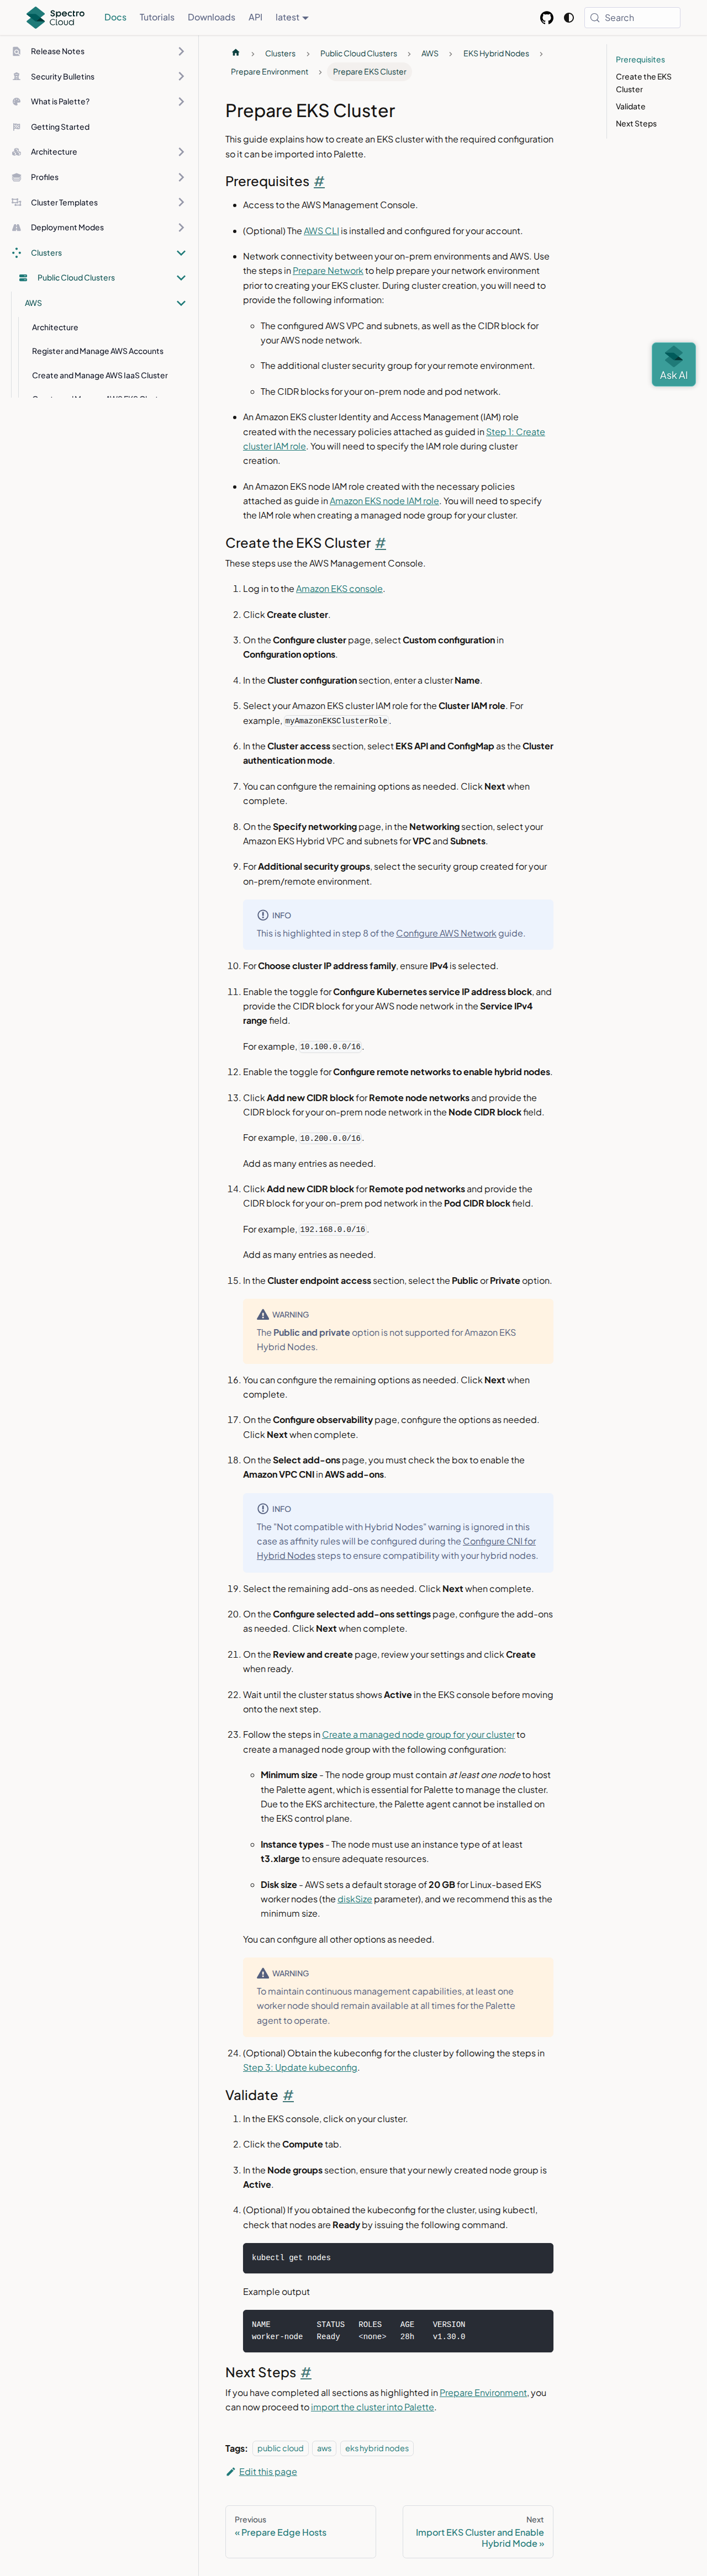 Spectro Cloud
Docs
Tutorials
Downloads
API
latest
Search
Release Notes
Security Bulletins
What is Palette?
Getting Started
Architecture
Profiles
Cluster Templates
Deployment Modes
Clusters
Public Cloud Clusters
AWS
Architecture
Register and Manage AWS Accounts
Create and Manage AWS IaaS Cluster
Clusters
Public Cloud Clusters
AWS
EKS Hybrid Nodes
Prepare Environment
Prepare EKS Cluster
Prepare EKS Cluster
This guide explains how to create an EKS cluster with the required configuration
so it can be imported into Palette.
Prerequisites #
Access to the AWS Management Console.
(Optional) The AWS CLI is installed and configured for your account.
Network connectivity between your on-prem environments and AWS. Use
the steps in Prepare Network to help prepare your network environment
prior to creating your EKS cluster. During cluster creation, you will need to
provide the following information:
The configured AWS VPC and subnets, as well as the CIDR block for
your AWS node network.
The additional cluster security group for your remote environment.
The CIDR blocks for your on-prem node and pod network.
An Amazon EKS cluster Identity and Access Management (IAM) role
created with the necessary policies attached as guided in Step 1: Create
cluster IAM role. You will need to specify the IAM role during cluster
creation.
An Amazon EKS node IAM role created with the necessary policies
attached as guide in Amazon EKS node IAM role. You will need to specify
the IAM role when creating a managed node group for your cluster.
Create the EKS Cluster #
These steps use the AWS Management Console.
1. Log in to the Amazon EKS console.
2. Click Create cluster.
3. On the Configure cluster page, select Custom configuration in
Configuration options.
4. In the Cluster configuration section, enter a cluster Name.
5. Select your Amazon EKS cluster IAM role for the Cluster IAM role. For
example, myAmazonEKSClusterRole.
6. In the Cluster access section, select EKS API and ConfigMap as the Cluster
authentication mode.
7. You can configure the remaining options as needed. Click Next when
complete.
8. On the Specify networking page, in the Networking section, select your
Amazon EKS Hybrid VPC and subnets for VPC and Subnets.
9. For Additional security groups, select the security group created for your
on-prem/remote environment.
INFO
This is highlighted in step 8 of the Configure AWS Network guide.
10. For Choose cluster IP address family, ensure IPv4 is selected.
11. Enable the toggle for Configure Kubernetes service IP address block, and
provide the CIDR block for your AWS node network in the Service IPv4
range field.
For example, 10.100.0.0/16.
12. Enable the toggle for Configure remote networks to enable hybrid nodes.
13. Click Add new CIDR block for Remote node networks and provide the
CIDR block for your on-prem node network in the Node CIDR block field.
For example, 10.200.0.0/16.
Add as many entries as needed.
14. Click Add new CIDR block for Remote pod networks and provide the
CIDR block for your on-prem pod network in the Pod CIDR block field.
For example, 192.168.0.0/16.
Add as many entries as needed.
15. In the Cluster endpoint access section, select the Public or Private option.
WARNING
The Public and private option is not supported for Amazon EKS
Hybrid Nodes.
16. You can configure the remaining options as needed. Click Next when
complete.
17. On the Configure observability page, configure the options as needed.
Click Next when complete.
18. On the Select add-ons page, you must check the box to enable the
Amazon VPC CNI in AWS add-ons.
INFO
The "Not compatible with Hybrid Nodes" warning is ignored in this
case as affinity rules will be configured during the Configure CNI for
Hybrid Nodes steps to ensure compatibility with your hybrid nodes.
19. Select the remaining add-ons as needed. Click Next when complete.
20. On the Configure selected add-ons settings page, configure the add-ons
as needed. Click Next when complete.
21. On the Review and create page, review your settings and click Create
when ready.
22. Wait until the cluster status shows Active in the EKS console before moving
onto the next step.
23. Follow the steps in Create a managed node group for your cluster to
create a managed node group with the following configuration:
Minimum size - The node group must contain at least one node to host
the Palette agent, which is essential for Palette to manage the cluster.
Due to the EKS architecture, the Palette agent cannot be installed on
the EKS control plane.
Instance types - The node must use an instance type of at least
t3.xlarge to ensure adequate resources.
Disk size - AWS sets a default storage of 20 GB for Linux-based EKS
worker nodes (the diskSize parameter), and we recommend this as the
minimum size.
You can configure all other options as needed.
WARNING
To maintain continuous management capabilities, at least one
worker node should remain available at all times for the Palette
agent to operate.
24. (Optional) Obtain the kubeconfig for the cluster by following the steps in
Step 3: Update kubeconfig.
Validate #
1. In the EKS console, click on your cluster.
2. Click the Compute tab.
3. In the Node groups section, ensure that your newly created node group is
Active.
4. (Optional) If you obtained the kubeconfig for the cluster, using kubectl,
check that nodes are Ready by issuing the following command.
kubectl get nodes
Example output
NAME STATUS ROLES AGE VERSION
worker-node Ready <none> 28h v1.30.0
Next Steps #
If you have completed all sections as highlighted in Prepare Environment, you
can now proceed to import the cluster into Palette.
Tags: public cloud aws eks hybrid nodes
Edit this page
Previous
« Prepare Edge Hosts
Next
Import EKS Cluster and Enable
Hybrid Mode »
Prerequisites
Create the EKS
Cluster
Validate
Next Steps
Ask AI